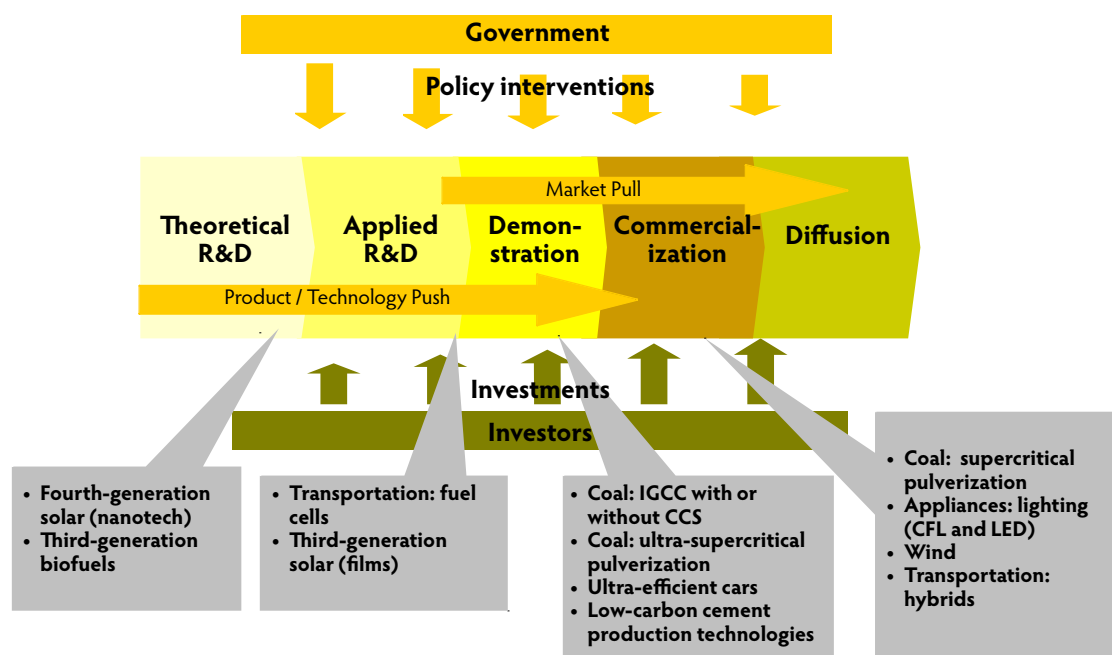 Government
Policy interventions
Market Pull
Theoretical
R&D
Applied
R&D
Demon-
stration
Commercial-
ization
Diffusion
Product / Technology Push
Investments
Investors
• Fourth-generation
solar (nanotech)
• Third-generation
biofuels
• Transportation: fuel
cells
• Third-generation
solar (films)
• Coal: IGCC with or
without CCS
• Coal: ultra-supercritical
pulverization
• Ultra-efficient cars
• Low-carbon cement
production technologies
• Coal: supercritical
pulverization
• Appliances: lighting
(CFL and LED)
• Wind
• Transportation:
hybrids